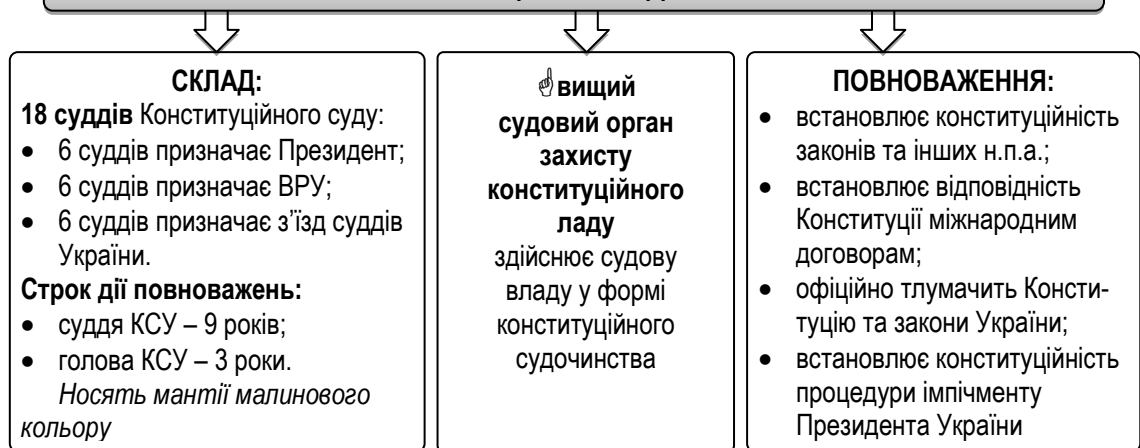 СКЛАД:
18 суддів Конституційного суду:
• 6 суддів призначає Президент;
• 6 суддів призначає ВРУ;
• 6 суддів призначає з’їзд суддів
України.
Строк дії повноважень:
• суддя КСУ – 9 років;
• голова КСУ – 3 роки.
Носять мантії малинового
кольору
☝вищий
судовий орган
захисту
конституційного
ладу
здійснює судову
владу у формі
конституційного
судочинства
ПОВНОВАЖЕННЯ:
• встановлює конституційність
законів та інших н.п.а.;
• встановлює відповідність
Конституції міжнародним
договорам;
• офіційно тлумачить Консти-
туцію та закони України;
• встановлює конституційність
процедури імпічменту
Президента України